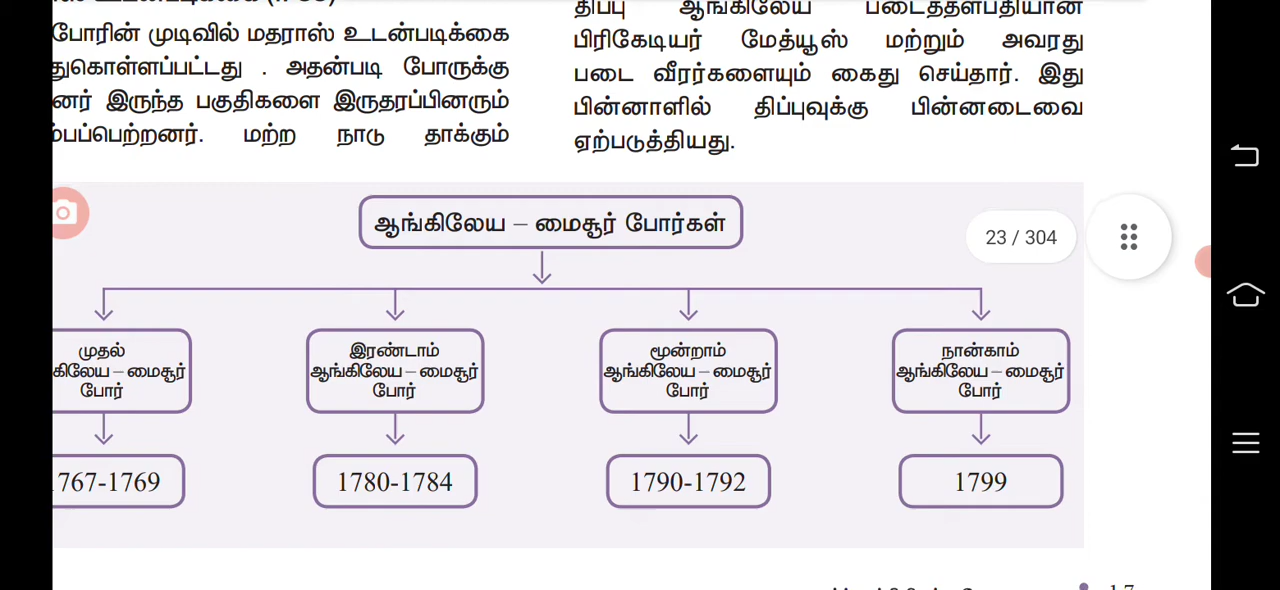 போரின் முடிவில் மதராஸ் உடன்படிக்கை
துகொள்ளப்பட்டது . அதன்படி போருக்கு
னர் இருந்த பகுதிகளை இருதரப்பினரும்
ம்பப்பெற்றனர். மற்ற நாடு தாக்கும்
திப்பு ஆங்கிலேய படைத்தளபதியான
பிரிகேடியர் மேத்யூஸ் மற்றும் அவரது
படை வீரர்களையும் கைது செய்தார். இது
பின்னாளில் திப்புவுக்கு பின்னடைவை
ஏற்படுத்தியது.
ஆங்கிலேய – மைசூர் போர்கள்
23 / 304
முதல்
கிலேய – மைசூர்
போர்
இரண்டாம்
ஆங்கிலேய – மைசூர்
போர்
மூன்றாம்
ஆங்கிலேய – மைசூர்
போர்
நான்காம்
ஆங்கிலேய – மைசூர்
போர்
1767-1769
1780-1784
1790-1792
1799